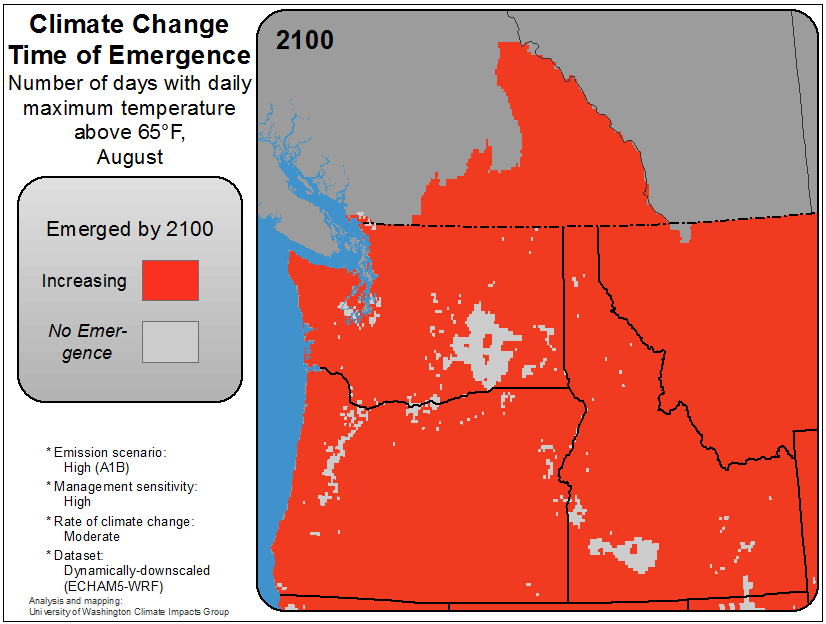 Climate Change
Time of Emergence
Number of days with daily
maximum temperature
above 65°F,
August
Emerged by 2100
Increasing
No Emer-
gence
* Emission scenario:
High (A1B)
* Management sensitivity:
High
* Rate of climate change:
Moderate
* Dataset:
Dynamically-downscaled
(ECHAM5-WRF)
Analysis and mapping:
University of Washington Climate Impacts Group
2100